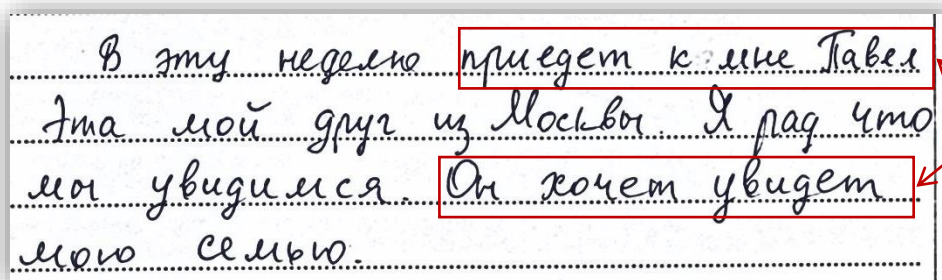 В эту неделю приедет к мне Павел
Эта мой друг из Москвы. Я рад что
мы увидимся. Он хочет увидет
мою семью.